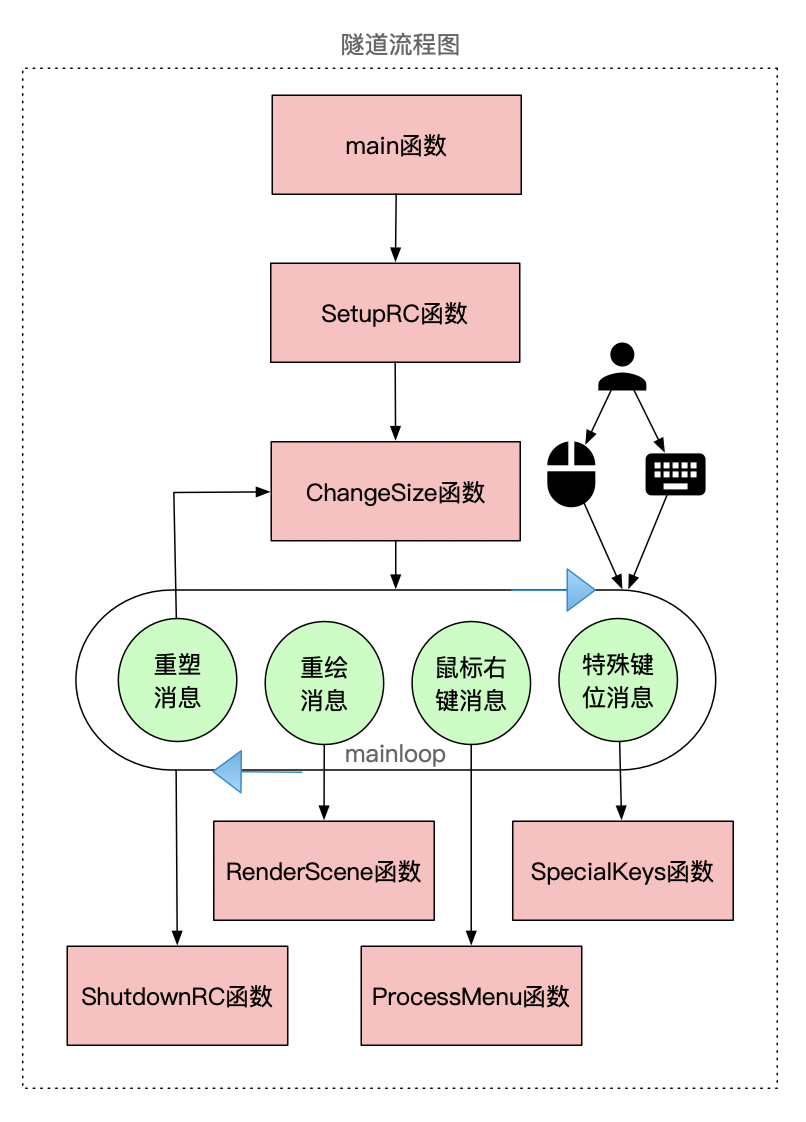 隧道流程图
main函数
SetupRC函数
ChangeSize函数
重塑
消息
重绘
消息
鼠标右
键消息
特殊键
位消息
mainloop
RenderScene函数
SpecialKeys函数
ShutdownRC函数
ProcessMenu函数